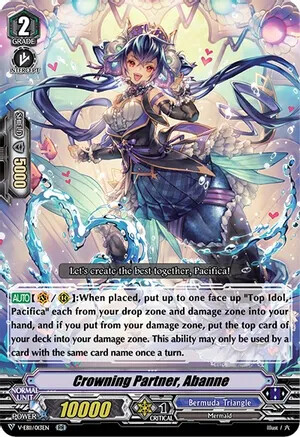 2
GRADE
INTERCEPT
5000
Let's create the best together, Pacifica!
AUTO [ / ]:When placed, put up to one face up "Top Idol,
Pacifica" each from your drop zone and damage zone into your
hand, and if you put from your damage zone, put the top card of
your deck into your damage zone. This ability may only be used by a
card with the same card name once a turn.
Crowning Partner, Abanne
V-EB11/013EN RR
NORMAL UNIT
POWER 10000
1 CRITICAL
Bermuda Triangle
Mermaid